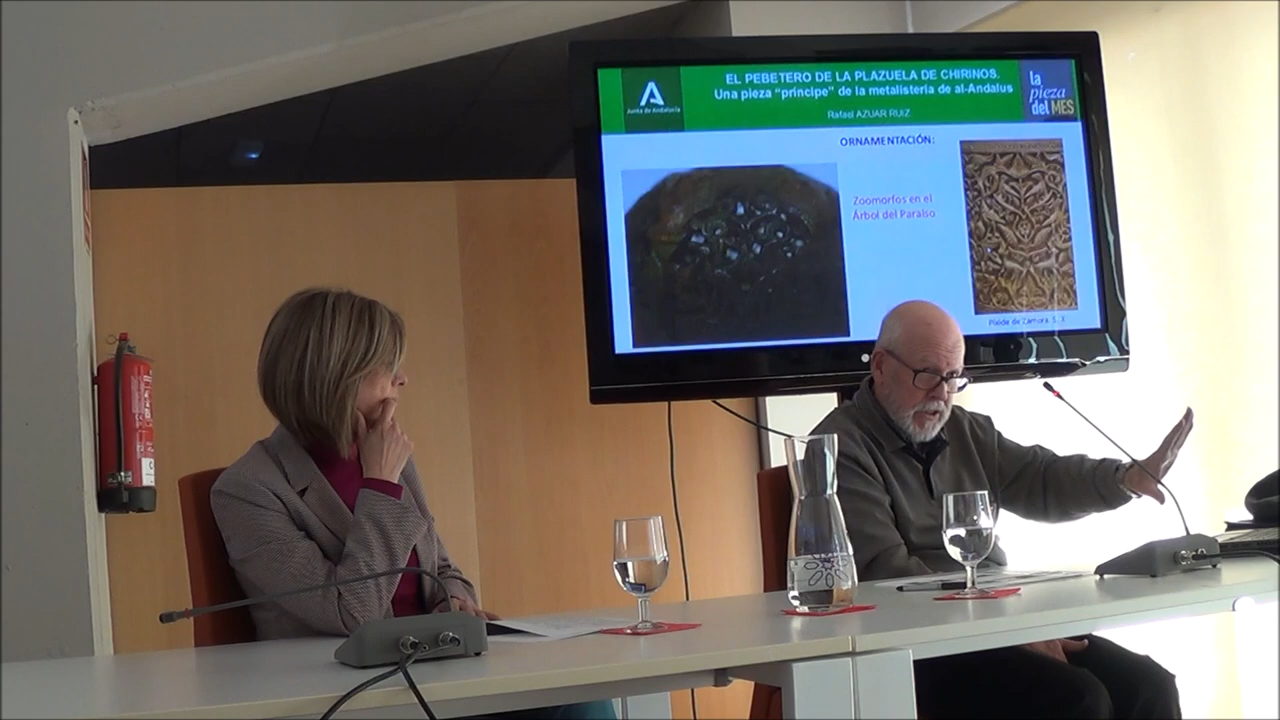 EL PEBETERO DE LA PLAZUELA DE CHIRINOS.
Una pieza “príncipe” de la metalistería de al-Andalus
Rafael AZUAR RUIZ
Junta de Andalucía
la
pieza
del MES
ORNAMENTACIÓN:
Zoomorfos en el
Árbol del Paraíso
Píxide de Zamora. S. X